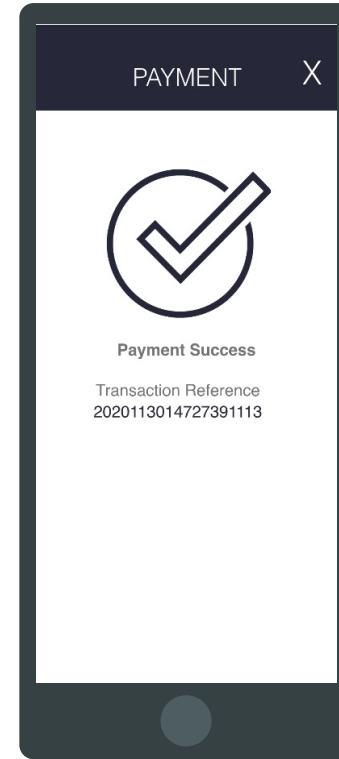 PAYMENT X
Payment Success
Transaction Reference
2020113014727391113